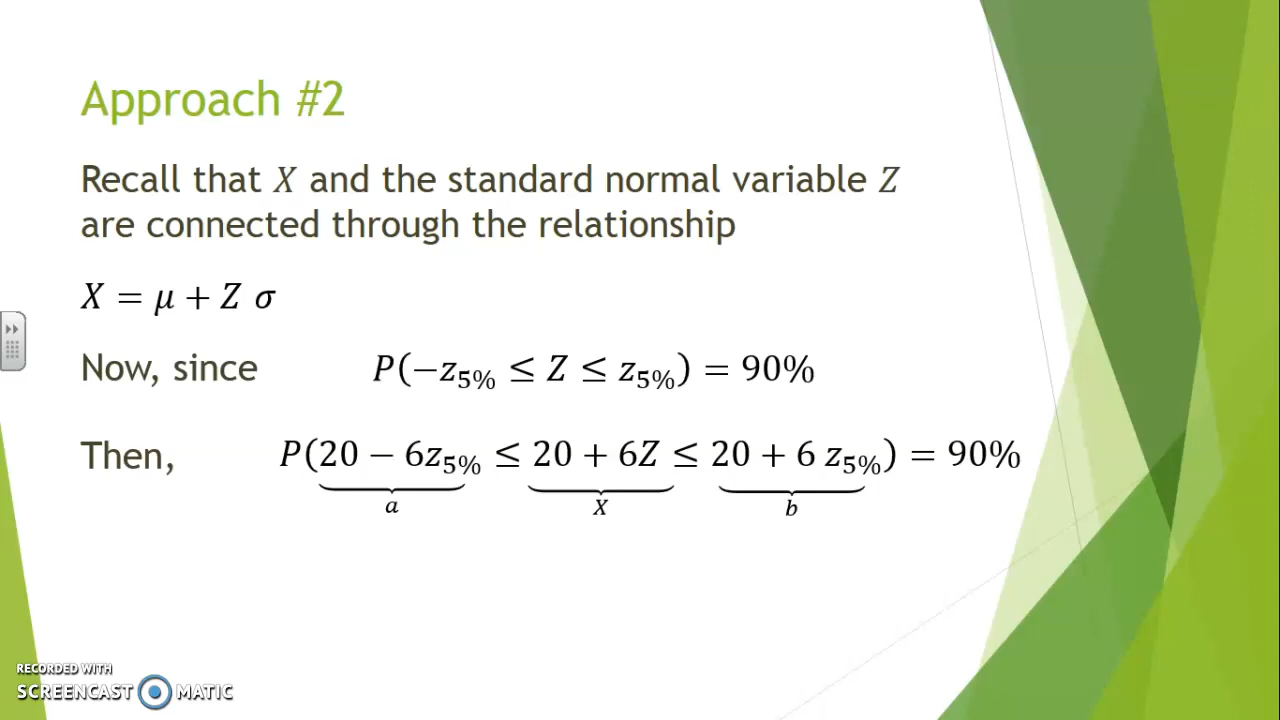 Approach #2
Recall that X and the standard normal variable Z
are connected through the relationship
X = μ + Z σ
Now, since P(−z₅% ≤ Z ≤ z₅%) = 90%
Then, P(20 − 6z₅% ≤ 20 + 6Z ≤ 20 + 6 z₅%) = 90%
a X b
RECORDED WITH
SCREENCAST MATIC